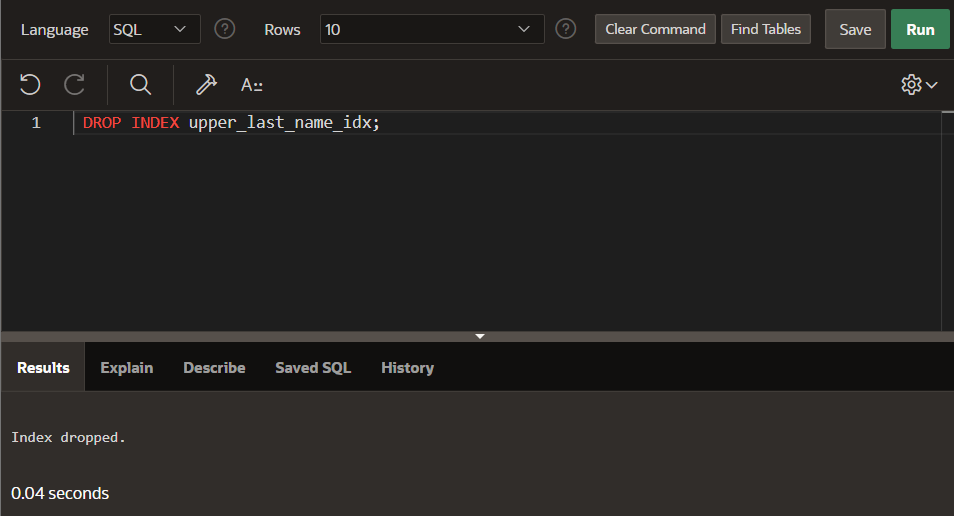 Language SQL Rows 10 Clear Command Find Tables Save Run
A::
1 DROP INDEX upper_last_name_idx;
Results Explain Describe Saved SQL History
Index dropped.
0.04 seconds